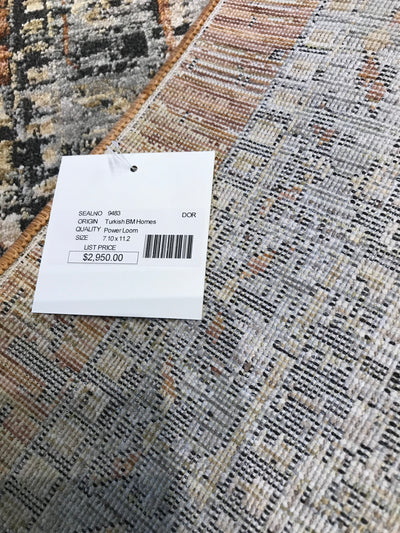 SEALNO 9483 DOR
ORIGIN Turkish BM Homes
QUALITY Power Loom
SIZE 7.10 x 11.2
LIST PRICE
$2,950.00